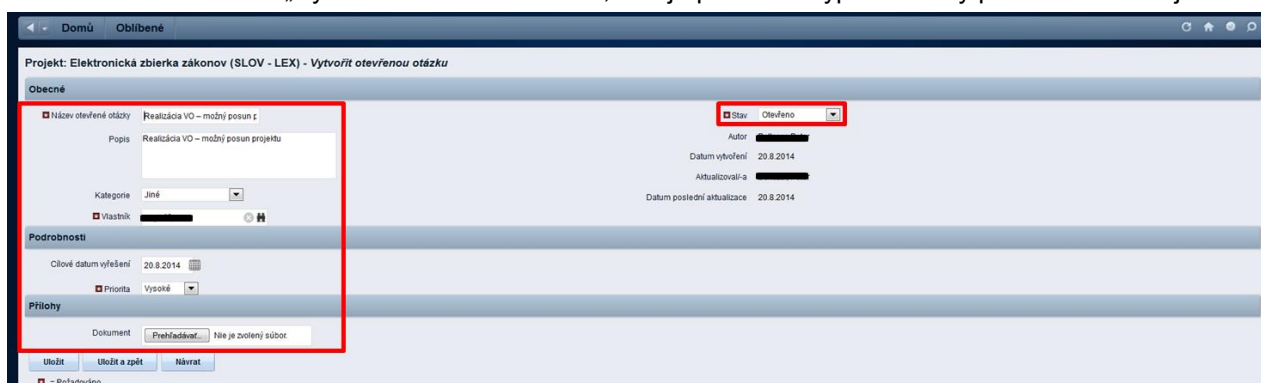 Domů Oblíbené
Projekt: Elektronická zbierka zákonov (SLOV - LEX) - Vytvořit otevřenou otázku
Obecné
Název otevřené otázky Realizácia VO – možný posun p
Stav Otevřeno
Popis Realizácia VO – možný posun projektu
Autor
Datum vytvoření 20.8.2014
Aktualizoval/-a
Kategorie Jiné
Datum poslední aktualizace 20.8.2014
Vlastník
Podrobnosti
Cílové datum vyřešení 20.8.2014
Priorita Vysoké
Přílohy
Dokument Prehľadávať... Nie je zvolený súbor.
Uložit Uložit a zpět Návrat
= Požadováno